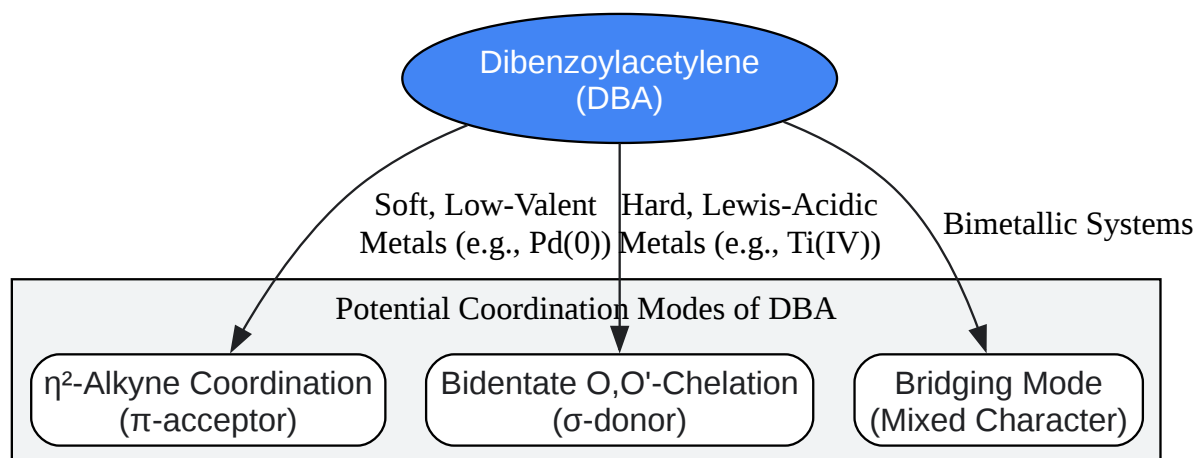 Dibenzoylacetylene
(DBA)
Soft, Low-Valent
Metals (e.g., Pd(0))
Hard, Lewis-Acidic
Metals (e.g., Ti(IV))
Bimetallic Systems
Potential Coordination Modes of DBA
η²-Alkyne Coordination
(π-acceptor)
Bidentate O,O'-Chelation
(σ-donor)
Bridging Mode
(Mixed Character)